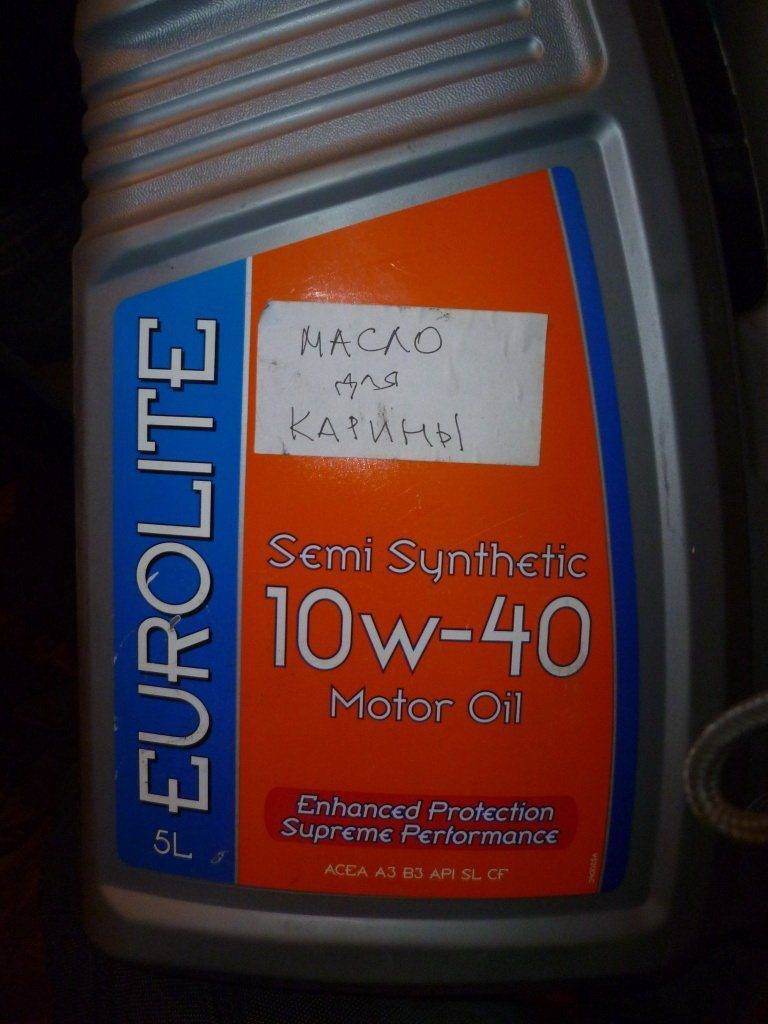 МАСЛО
для
КАРИНЫ
EUROLITE
Semi Synthetic
10w-40
Motor Oil
Enhanced Protection
Supreme Performance
5L
ACEA A3 B3 API SL CF